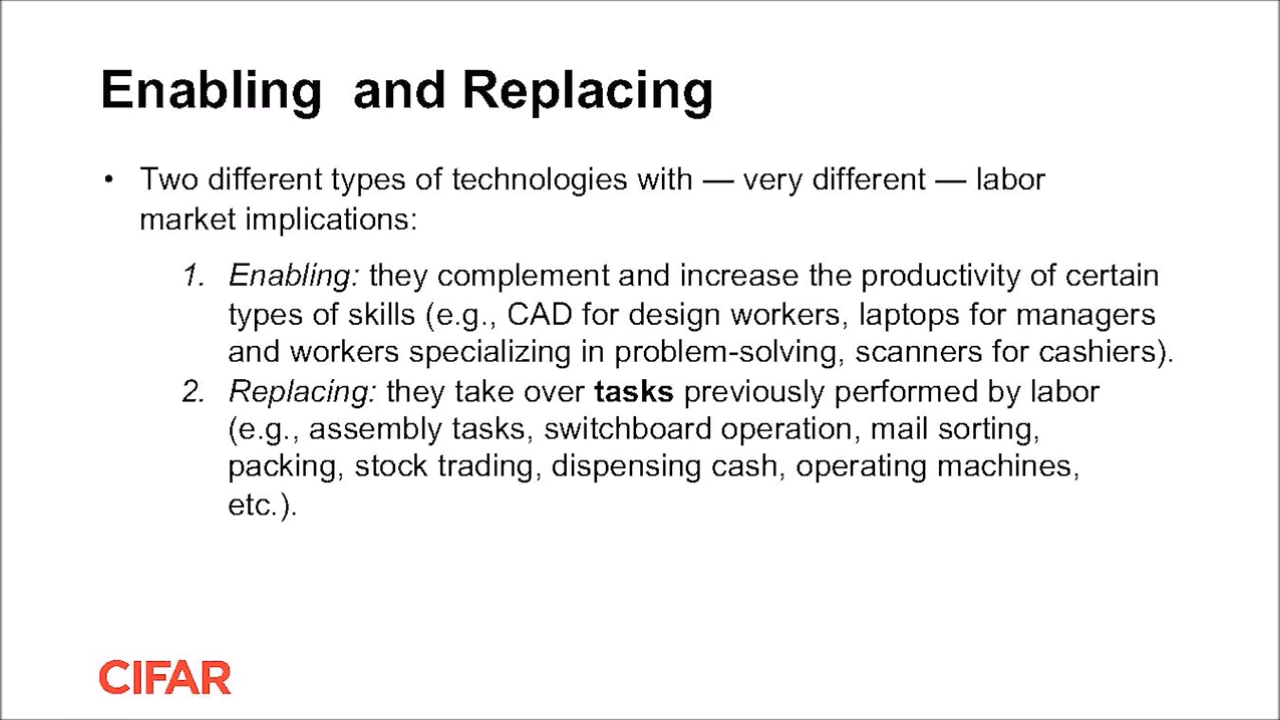 Enabling and Replacing
• Two different types of technologies with — very different — labor
market implications:
1. Enabling: they complement and increase the productivity of certain
types of skills (e.g., CAD for design workers, laptops for managers
and workers specializing in problem-solving, scanners for cashiers).
2. Replacing: they take over tasks previously performed by labor
(e.g., assembly tasks, switchboard operation, mail sorting,
packing, stock trading, dispensing cash, operating machines,
etc.).
CIFAR